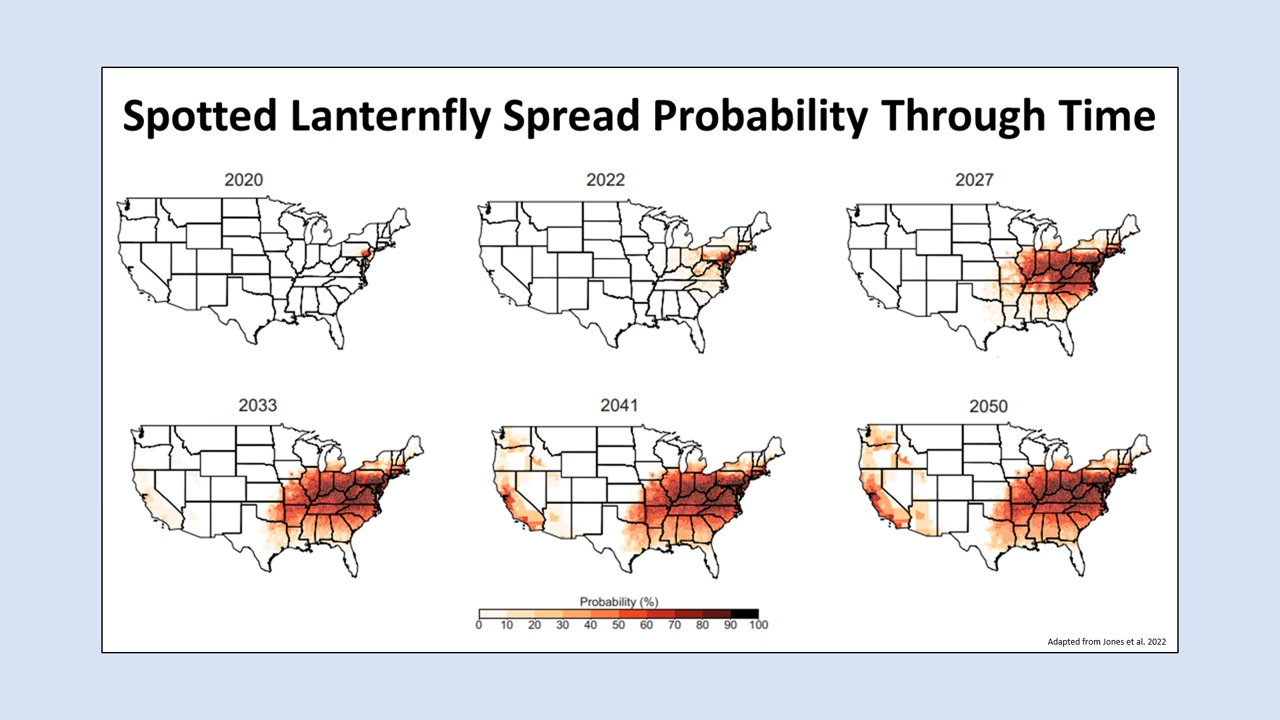 Spotted Lanternfly Spread Probability Through Time
2020
2022
2027
2033
2041
2050
Probability (%)
0 10 20 30 40 50 60 70 80 90 100
Adapted from Jones et al. 2022